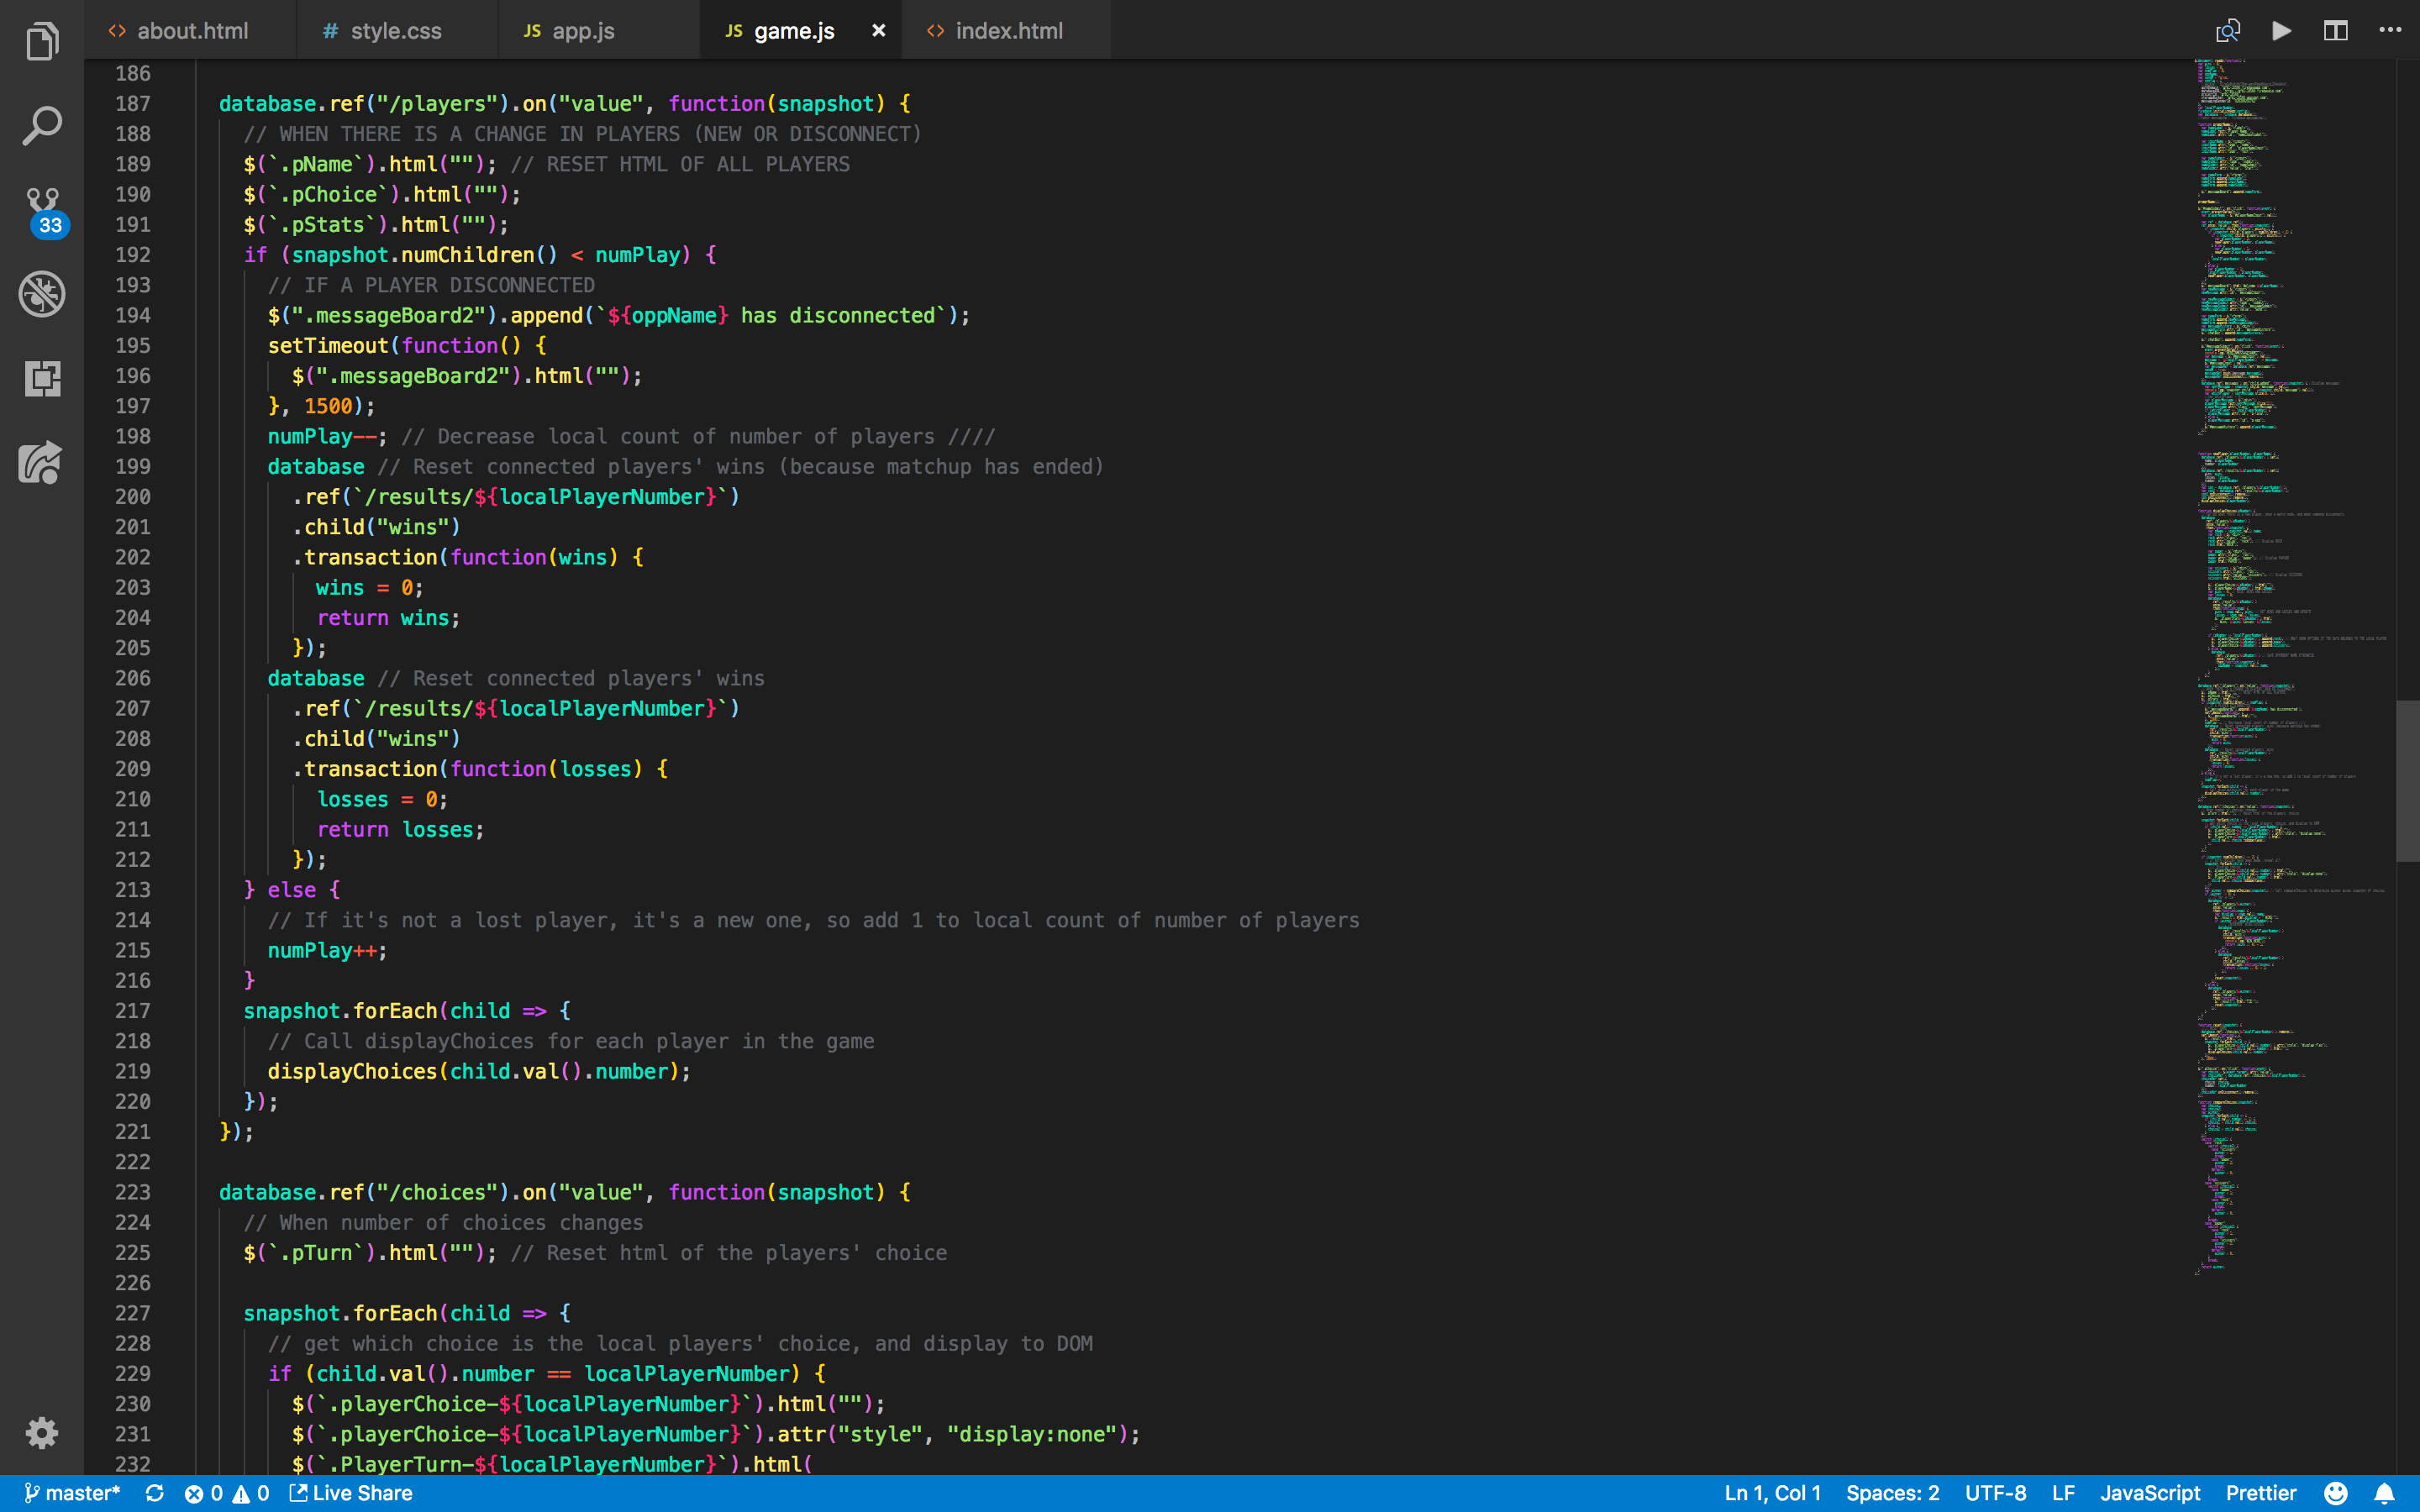 about.html
style.css
app.js
game.js
index.html
33
186
187 database.ref("/players").on("value", function(snapshot) {
188 // WHEN THERE IS A CHANGE IN PLAYERS (NEW OR DISCONNECT)
189 $(`.pName`).html(""); // RESET HTML OF ALL PLAYERS
190 $(`.pChoice`).html("");
191 $(`.pStats`).html("");
192 if (snapshot.numChildren() < numPlay) {
193 // IF A PLAYER DISCONNECTED
194 $(".messageBoard2").append(`${oppName} has disconnected`);
195 setTimeout(function() {
196 $(".messageBoard2").html("");
197 }, 1500);
198 numPlay--; // Decrease local count of number of players ////
199 database // Reset connected players' wins (because matchup has ended)
200 .ref(`/results/${localPlayerNumber}`)
201 .child("wins")
202 .transaction(function(wins) {
203 wins = 0;
204 return wins;
205 });
206 database // Reset connected players' wins
207 .ref(`/results/${localPlayerNumber}`)
208 .child("wins")
209 .transaction(function(losses) {
210 losses = 0;
211 return losses;
212 });
213 } else {
214 // If it's not a lost player, it's a new one, so add 1 to local count of number of players
215 numPlay++;
216 }
217 snapshot.forEach(child => {
218 // Call displayChoices for each player in the game
219 displayChoices(child.val().number);
220 });
221 });
222
223 database.ref("/choices").on("value", function(snapshot) {
224 // When number of choices changes
225 $(`.pTurn`).html(""); // Reset html of the players' choice
226
227 snapshot.forEach(child => {
228 // get which choice is the local players' choice, and display to DOM
229 if (child.val().number == localPlayerNumber) {
230 $(`.playerChoice-${localPlayerNumber}`).html("");
231 $(`.playerChoice-${localPlayerNumber}`).attr("style", "display:none");
232 $(`.PlayerTurn-${localPlayerNumber}`).html(
master* 0 0 Live Share Ln 1, Col 1 Spaces: 2 UTF-8 LF JavaScript Prettier